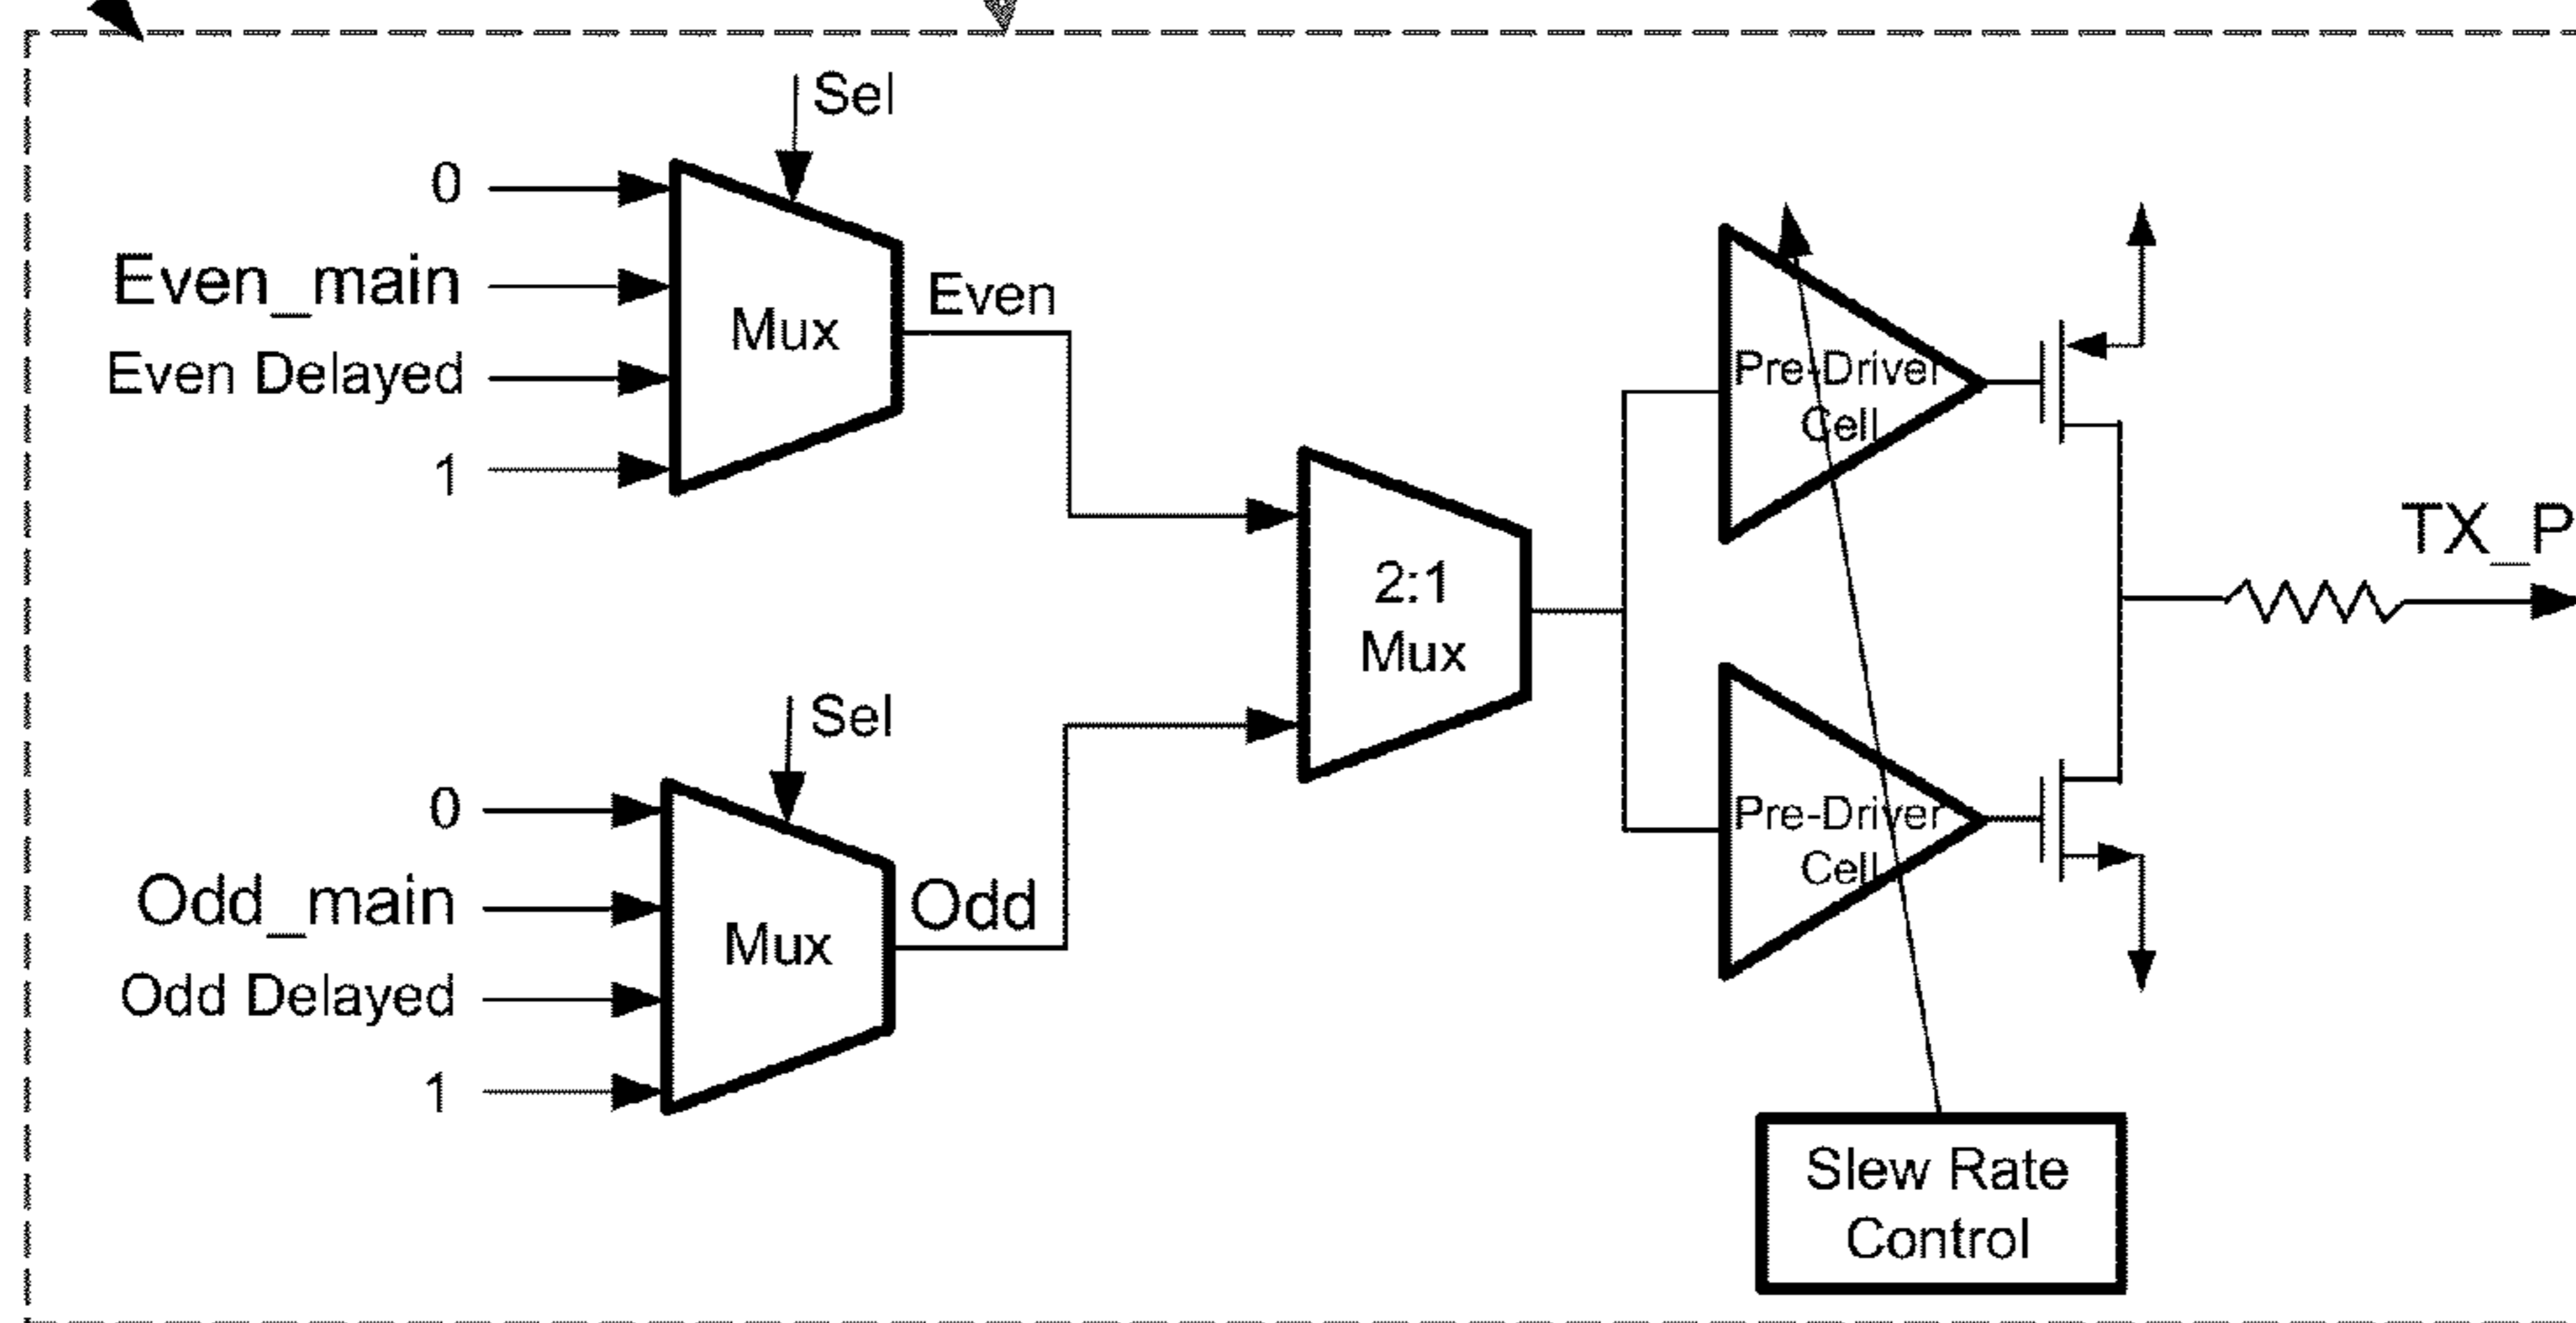 Sel
0
Even_main
Even Delayed
1
Mux
Even
Sel
0
Odd_main
Odd Delayed
1
Mux
Odd
2:1
Mux
Pre-Driver
Cell
Pre-Driver
Cell
TX_P
Slew Rate
Control